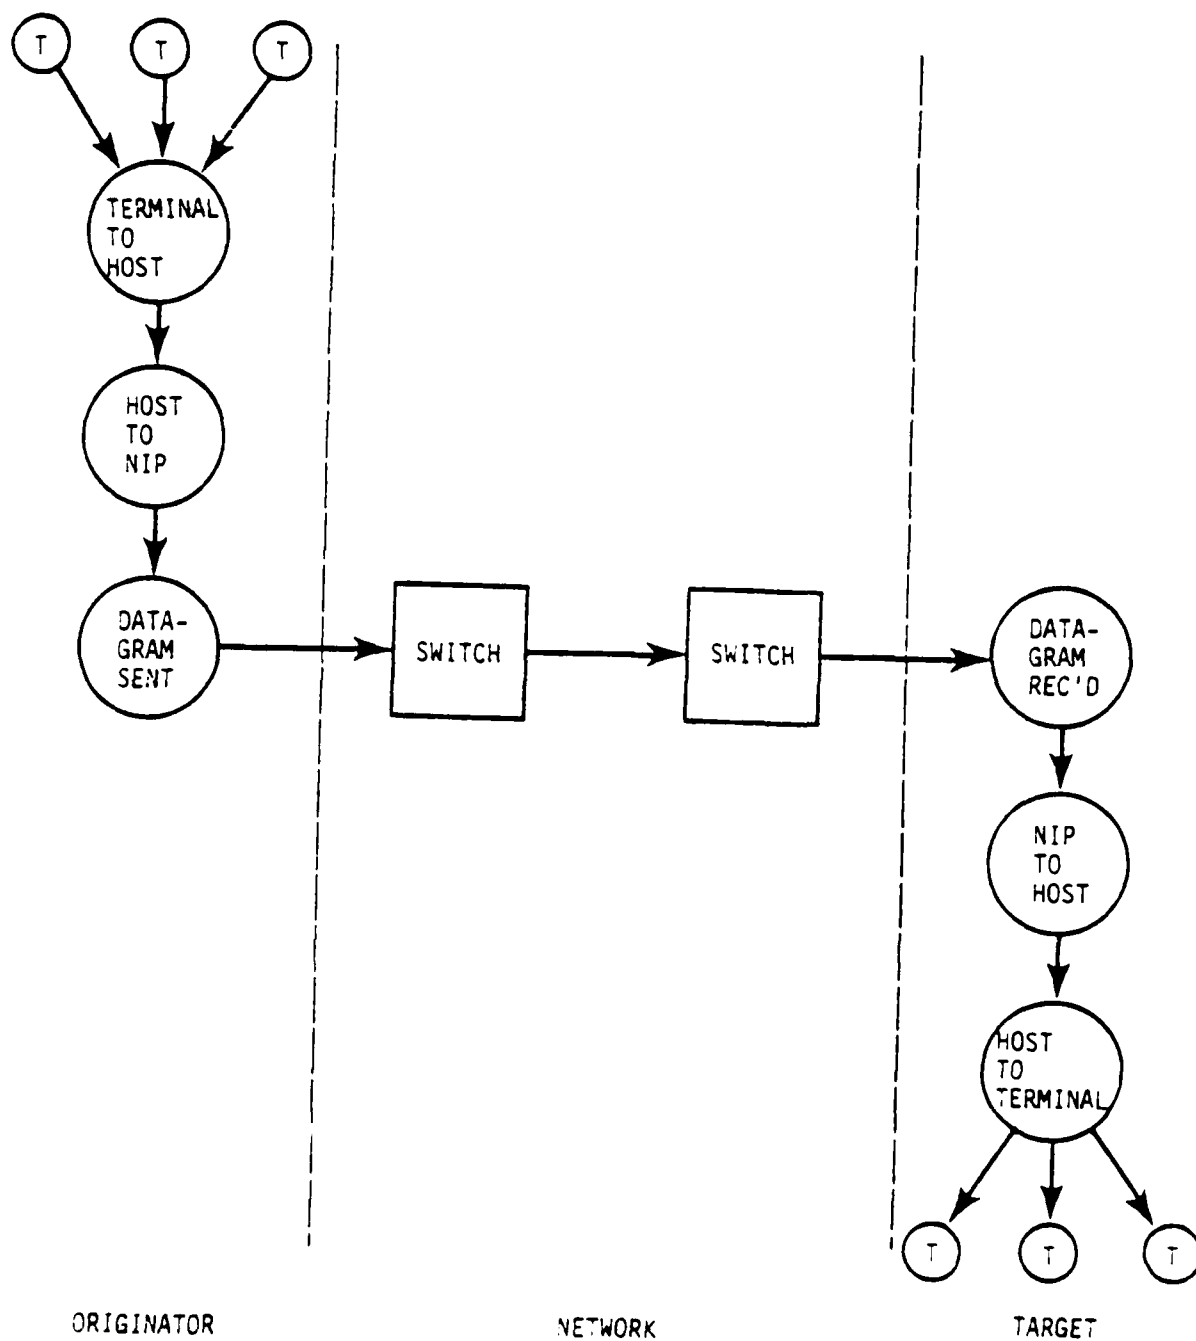 T T T
TERMINAL
TO
HOST
HOST
TO
NIP
DATA-
GRAM
SENT
SWITCH
SWITCH
DATA-
GRAM
REC'D
NIP
TO
HOST
HOST
TO
TERMINAL
T T T
ORIGINATOR NETWORK TARGET